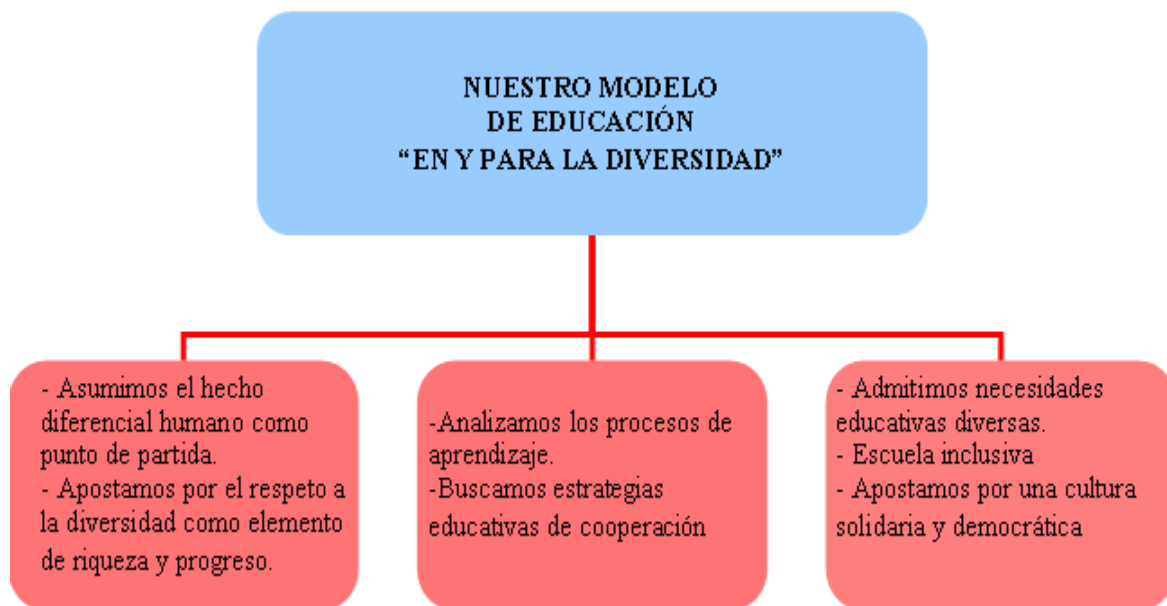 NUESTRO MODELO
DE EDUCACIÓN
“EN Y PARA LA DIVERSIDAD”
- Asumimos el hecho
diferencial humano como
punto de partida.
- Apostamos por el respeto a
la diversidad como elemento
de riqueza y progreso.
-Analizamos los procesos de
aprendizaje.
-Buscamos estrategias
educativas de cooperación
- Admitimos necesidades
educativas diversas.
- Escuela inclusiva
- Apostamos por una cultura
solidaria y democrática